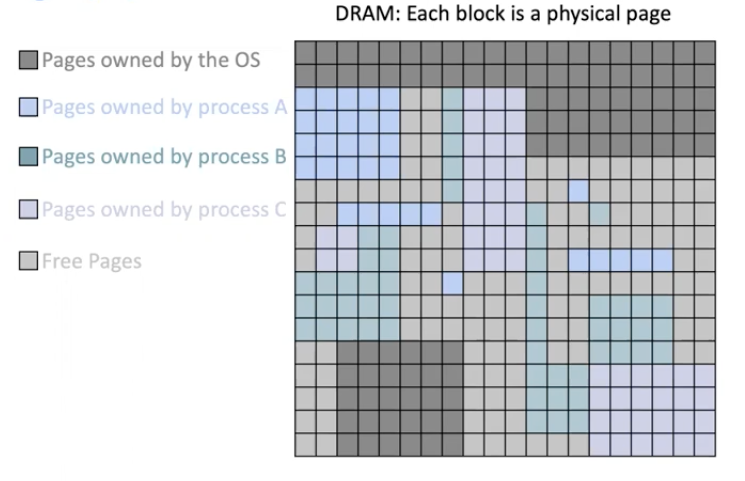 DRAM: Each block is a physical page
Pages owned by the OS
Pages owned by process A
Pages owned by process B
Pages owned by process C
Free Pages